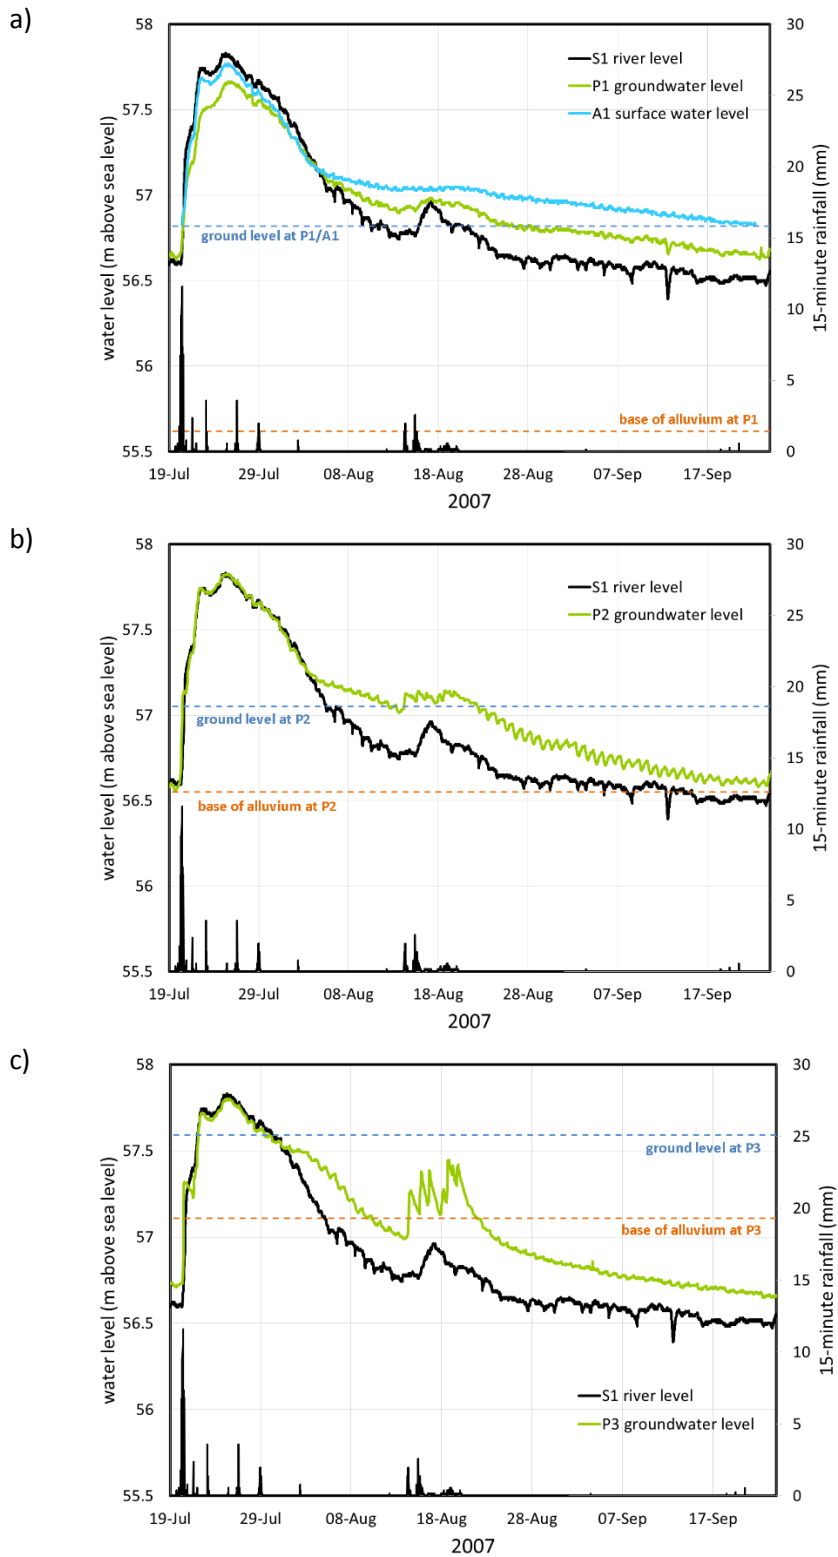 a)
58
57.5
57
56.5
56
55.5
water level (m above sea level)
S1 river level
P1 groundwater level
A1 surface water level
ground level at P1/A1
base of alluvium at P1
30
25
20
15
10
5
0
15-minute rainfall (mm)
19-Jul 29-Jul 08-Aug 18-Aug 28-Aug 07-Sep 17-Sep
2007
b)
58
57.5
57
56.5
56
55.5
water level (m above sea level)
S1 river level
P2 groundwater level
ground level at P2
base of alluvium at P2
30
25
20
15
10
5
0
15-minute rainfall (mm)
19-Jul 29-Jul 08-Aug 18-Aug 28-Aug 07-Sep 17-Sep
2007
c)
58
57.5
57
56.5
56
55.5
water level (m above sea level)
ground level at P3
base of alluvium at P3
S1 river level
P3 groundwater level
30
25
20
15
10
5
0
15-minute rainfall (mm)
19-Jul 29-Jul 08-Aug 18-Aug 28-Aug 07-Sep 17-Sep
2007